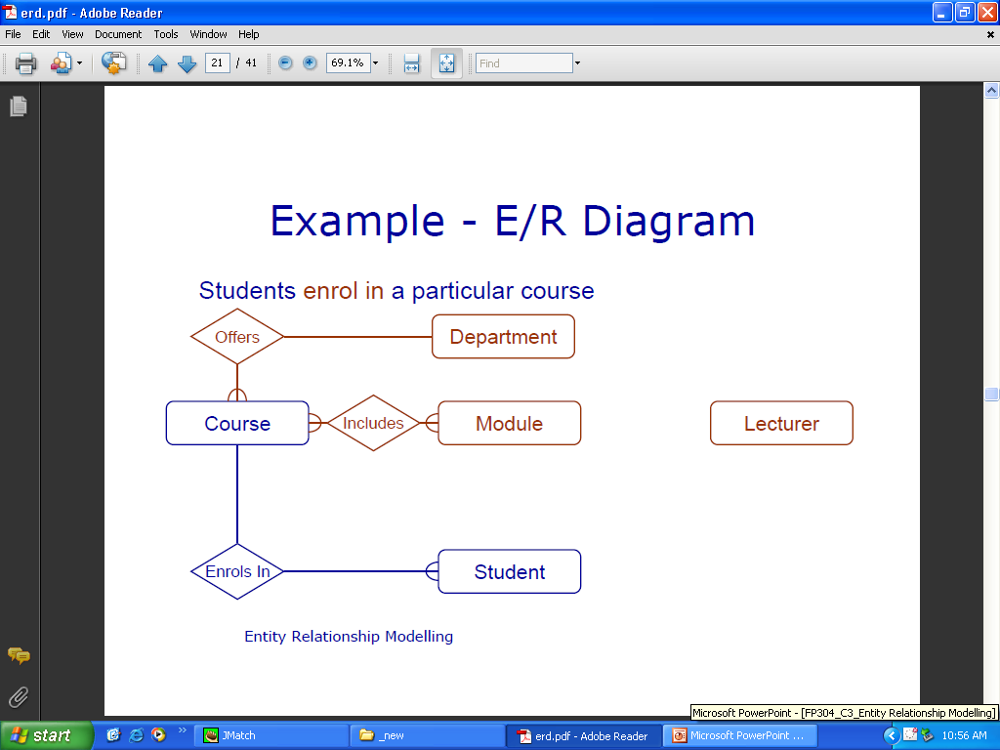 erd.pdf - Adobe Reader
File Edit View Document Tools Window Help
21 / 41 69.1% Find
Example - E/R Diagram
Students enrol in a particular course
Offers
Department
Course
Includes
Module
Lecturer
Enrols In
Student
Entity Relationship Modelling
Microsoft PowerPoint - [FP304_C3_Entity Relationship Modelling]
start JMatch _new erd.pdf - Adobe Reader Microsoft PowerPoint ... 10:56 AM